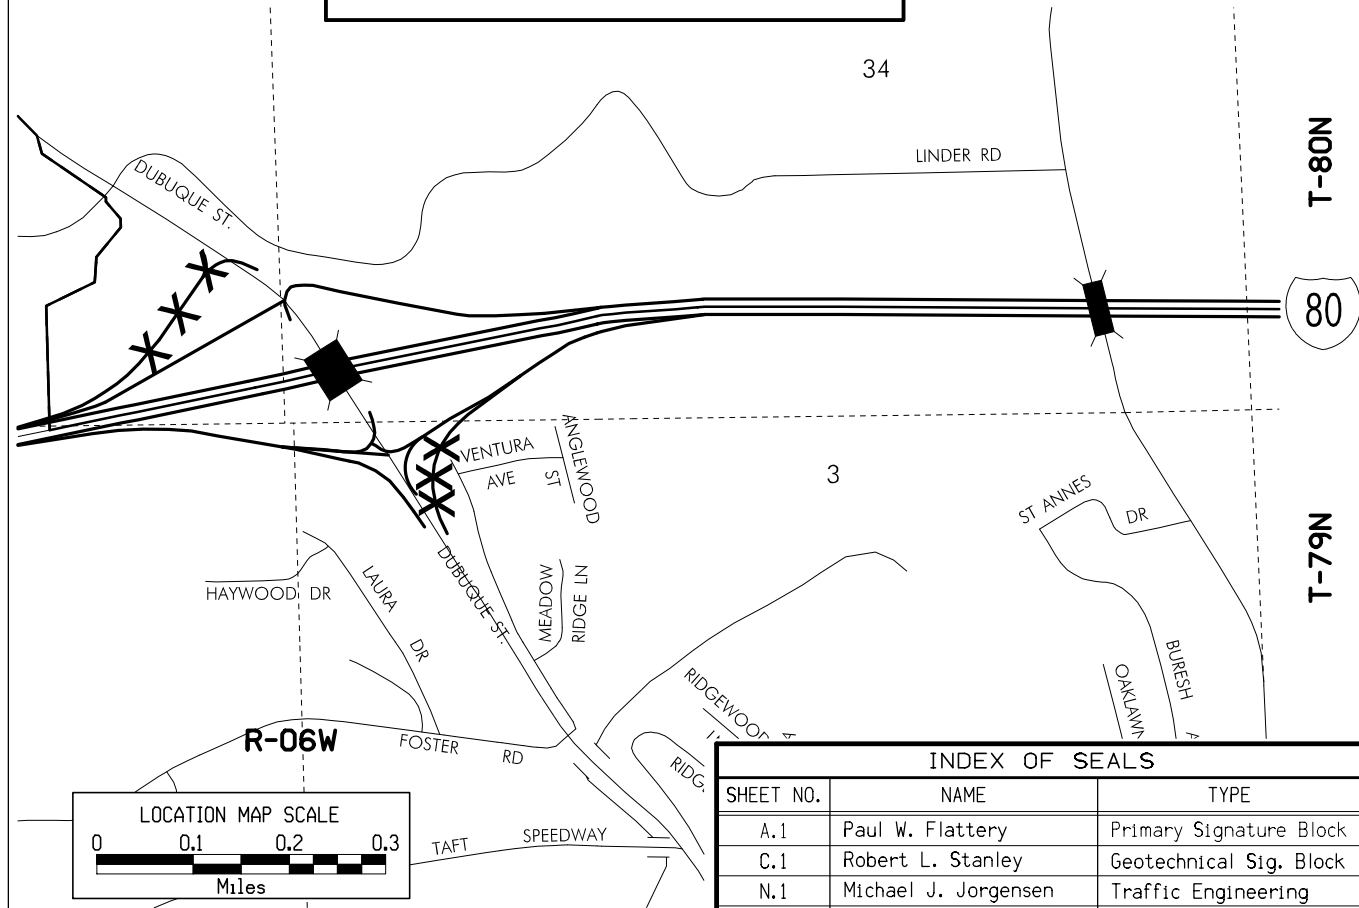 34
T-80N
LINDER RD
DUBUQUE ST.
80
VENTURA
AVE
ANGLEWOOD
ST
3
ST ANNES
DR
T-79N
HAYWOOD DR
LAURA
DR
DUBUQUE ST.
MEADOW
RIDGE LN
BURESH
A
OAKLAWN
RIDGEWOOD
RIDG
R-06W
FOSTER
RD
TAFT
SPEEDWAY
LOCATION MAP SCALE
0 0.1 0.2 0.3
Miles
INDEX OF SEALS
SHEET NO. NAME TYPE
A.1 Paul W. Flattery Primary Signature Block
C.1 Robert L. Stanley Geotechnical Sig. Block
N.1 Michael J. Jorgensen Traffic Engineering